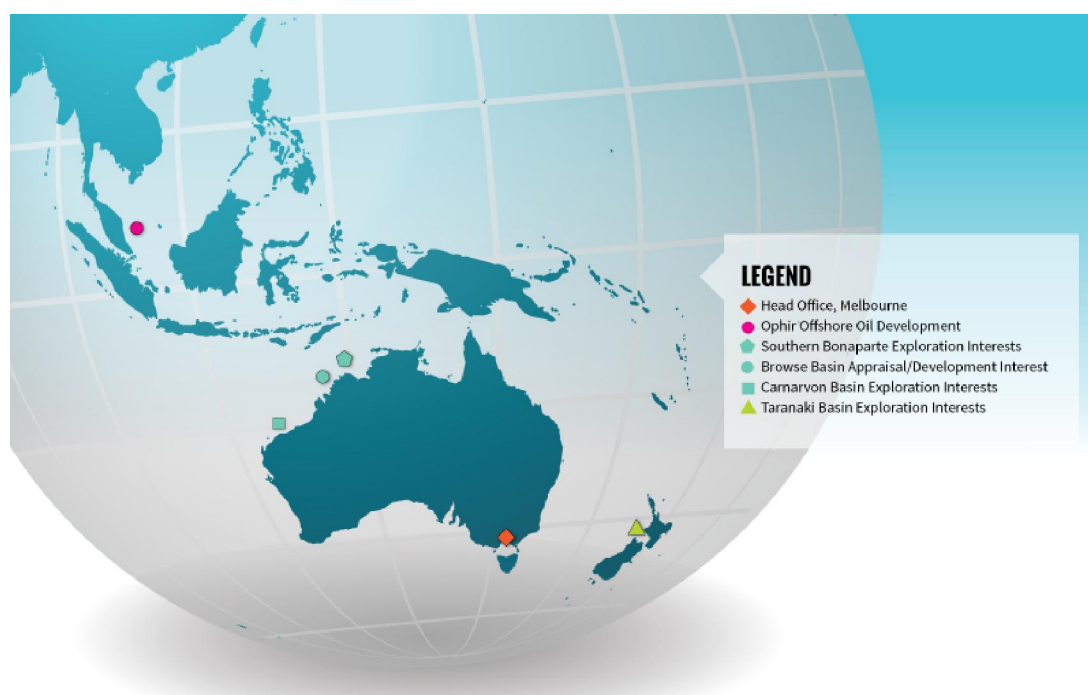 LEGEND
Head Office, Melbourne
Ophir Offshore Oil Development
Southern Bonaparte Exploration Interests
Browse Basin Appraisal/Development Interest
Carnarvon Basin Exploration Interests
Taranaki Basin Exploration Interests